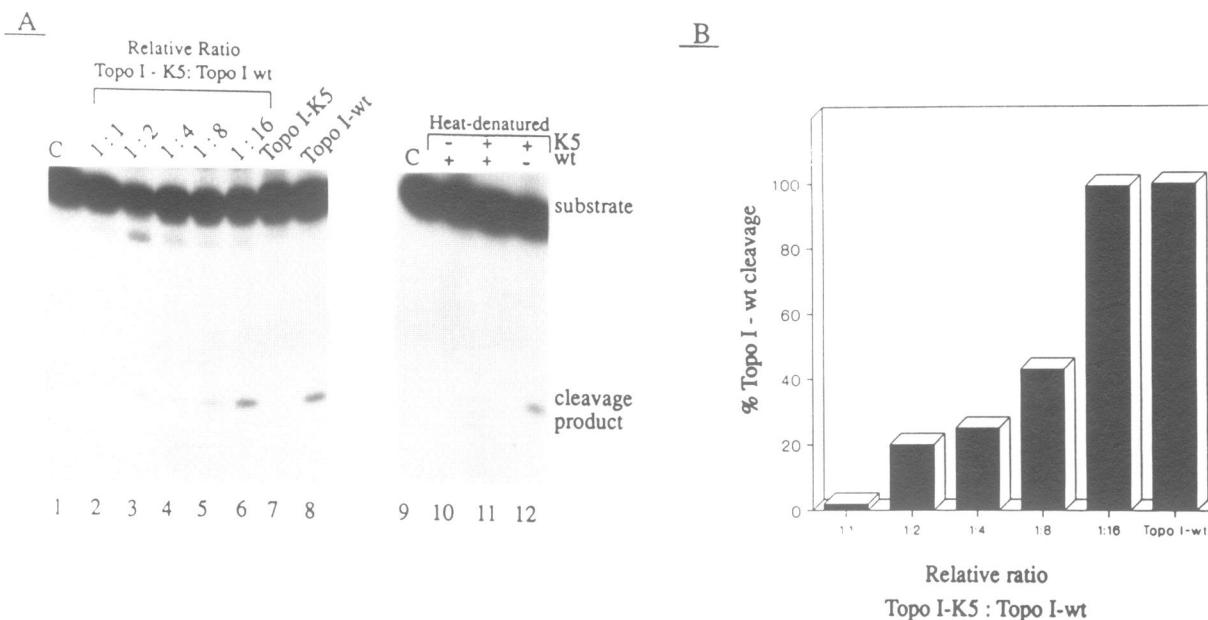 A
Relative Ratio
Topo I - K5: Topo I wt
C 1:1 1:2 1:4 1:8 1:16 Topo I-K5 Topo I-wt
substrate
cleavage
product
1 2 3 4 5 6 7 8
Heat-denatured
C - + + K5
+ + - wt
9 10 11 12
B
% Topo I - wt cleavage
100
80
60
40
20
0
1:1 1:2 1:4 1:8 1:16 Topo I-wt
Relative ratio
Topo I-K5 : Topo I-wt